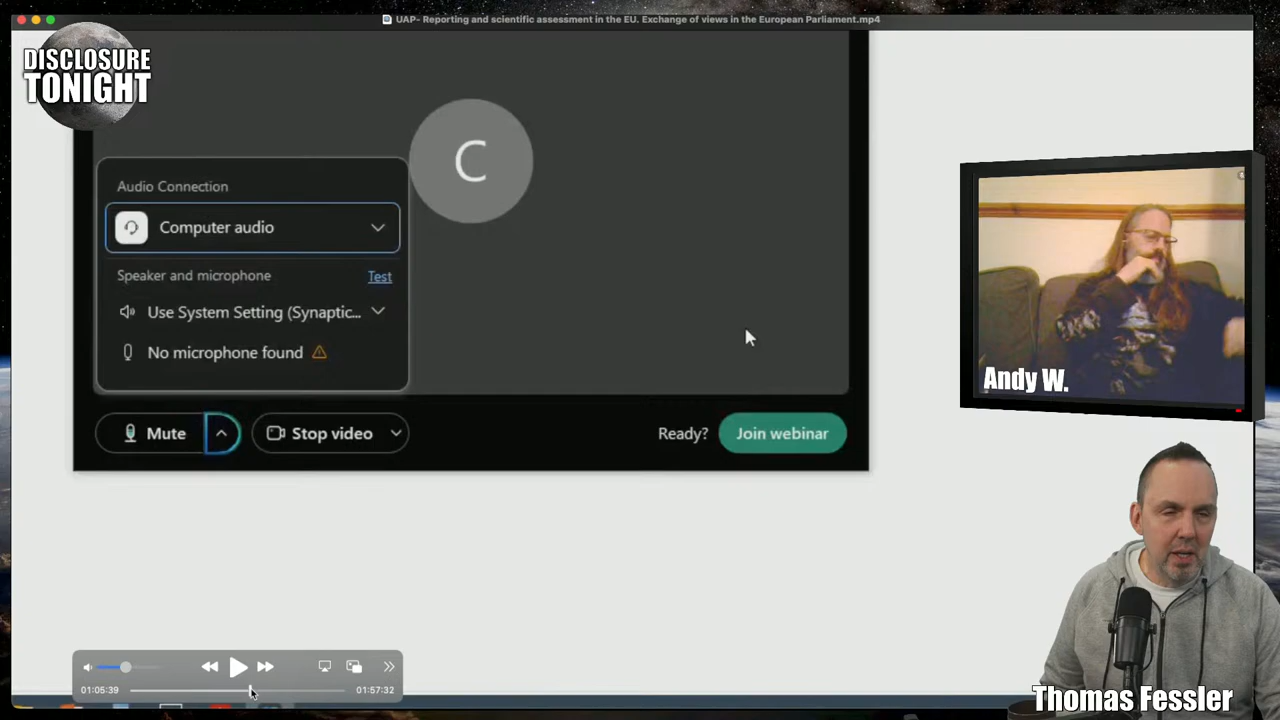 UAP- Reporting and scientific assessment in the EU. Exchange of views in the European Parliament.mp4
DISCLOSURE
TONIGHT
C
Audio Connection
Computer audio
Speaker and microphone
Test
Use System Setting (Synaptic...
No microphone found
Mute
Stop video
Ready?
Join webinar
Andy W.
01:05:39
01:57:32
Thomas Fessler